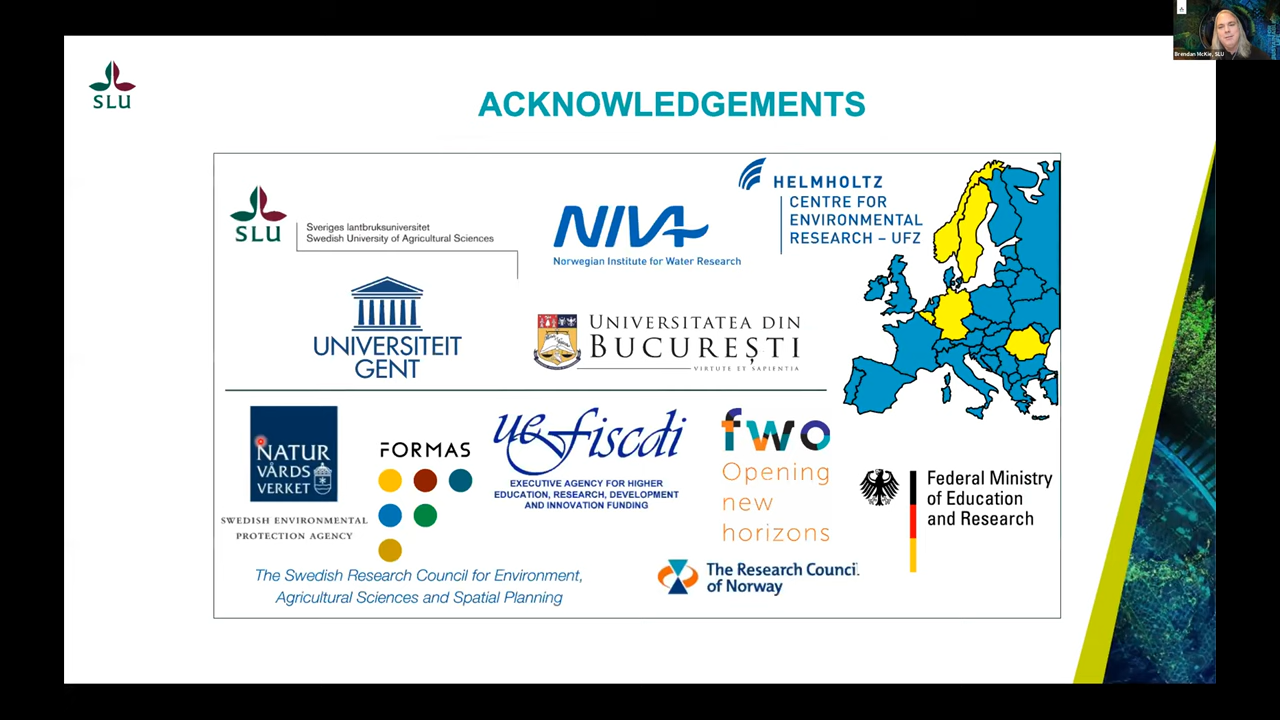 Brendan McKie, SLU
SLU
ACKNOWLEDGEMENTS
SLU
Sveriges lantbruksuniversitet
Swedish University of Agricultural Sciences
NIVA
Norwegian Institute for Water Research
HELMHOLTZ
CENTRE FOR
ENVIRONMENTAL
RESEARCH – UFZ
UNIVERSITEIT
GENT
UNIVERSITATEA DIN
BUCUREȘTI
VIRTUTE ET SAPIENTIA
NATUR
VÅRDS
VERKET
SWEDISH ENVIRONMENTAL
PROTECTION AGENCY
FORMAS
The Swedish Research Council for Environment,
Agricultural Sciences and Spatial Planning
uefiscdi
EXECUTIVE AGENCY FOR HIGHER
EDUCATION, RESEARCH, DEVELOPMENT
AND INNOVATION FUNDING
fwo
Opening
new
horizons
The Research Council
of Norway
Federal Ministry
of Education
and Research